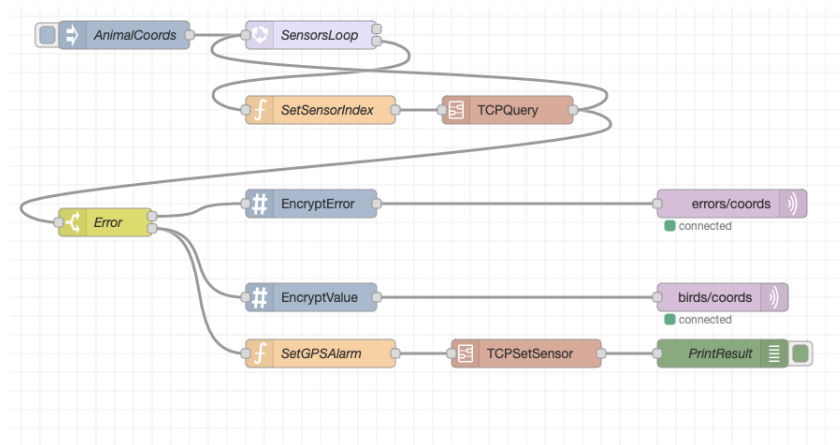 AnimalCoords
SensorsLoop
SetSensorIndex
TCPQuery
Error
EncryptError
errors/coords
connected
EncryptValue
birds/coords
connected
SetGPSAlarm
TCPSetSensor
PrintResult